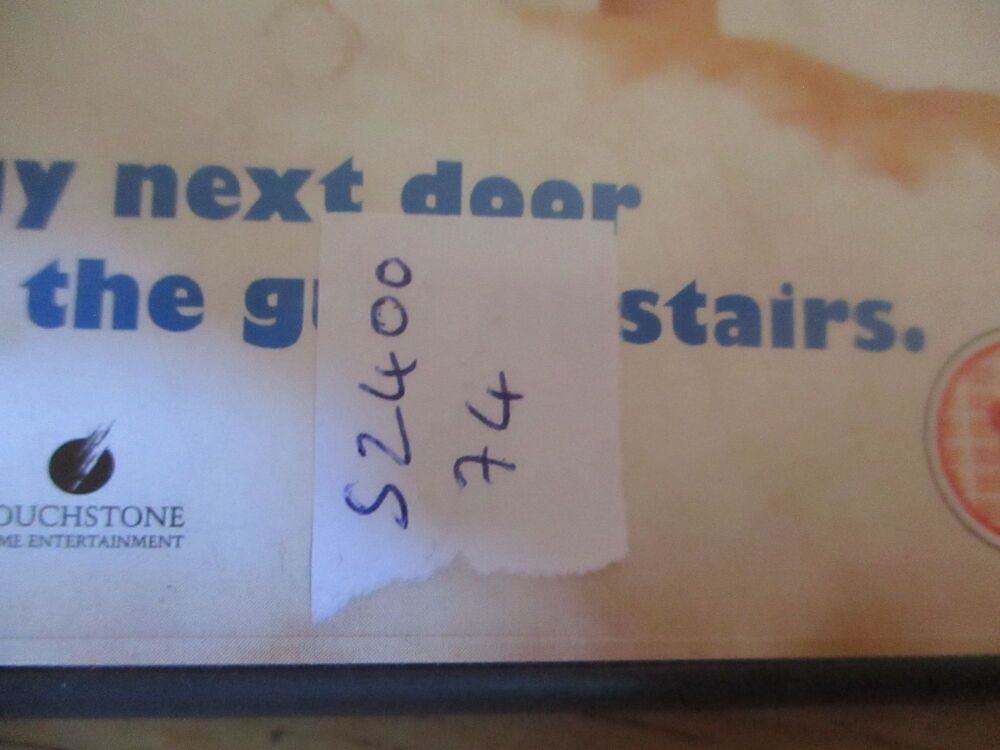 y next door
the g stairs.
S2400
74
OUCHSTONE
ME ENTERTAINMENT